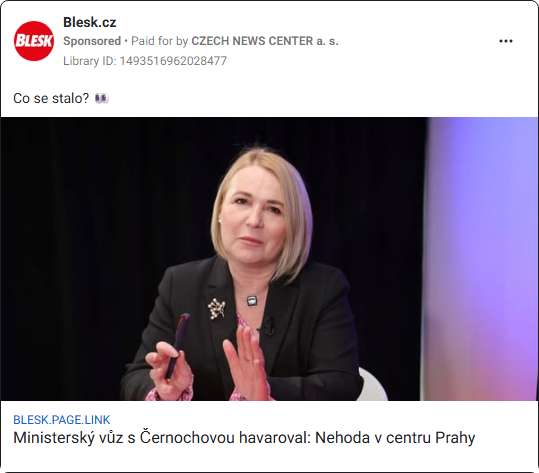 BLESK
Blesk.cz
Sponsored • Paid for by CZECH NEWS CENTER a. s.
Library ID: 1493516962028477
Co se stalo? 👀
BLESK.PAGE.LINK
Ministerský vůz s Černochovou havaroval: Nehoda v centru Prahy